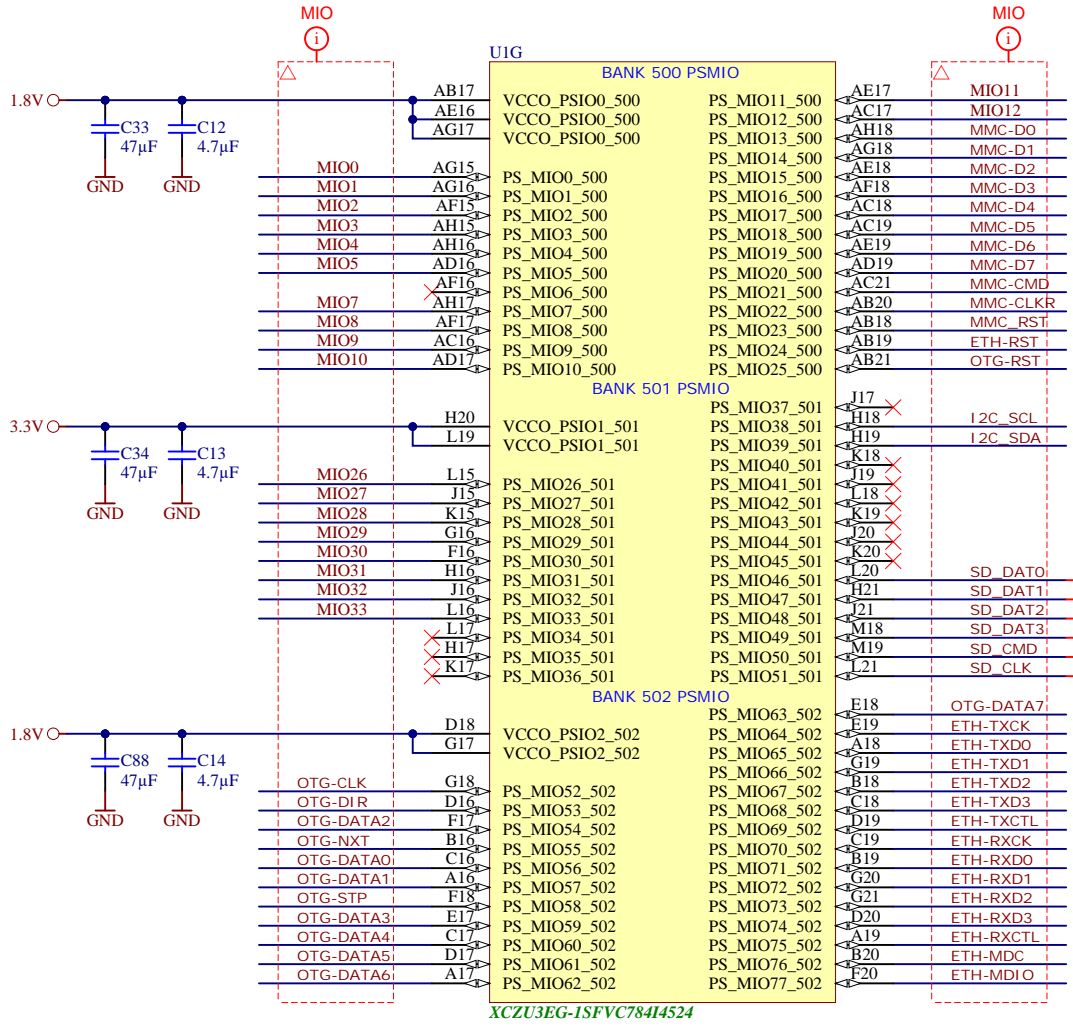 MIO MIO
i i
U1G
BANK 500 PSMIO
1.8V AB17 VCCO_PSIO0_500 PS_MIO11_500 AE17 MIO11
AE16 VCCO_PSIO0_500 PS_MIO12_500 AC17 MIO12
C33 C12 AG17 VCCO_PSIO0_500 PS_MIO13_500 AH18 MMC-D0
47µF 4.7µF PS_MIO14_500 AG18 MMC-D1
MIO0 AG15 PS_MIO0_500 PS_MIO15_500 AE18 MMC-D2
GND GND MIO1 AG16 PS_MIO1_500 PS_MIO16_500 AF18 MMC-D3
MIO2 AF15 PS_MIO2_500 PS_MIO17_500 AC18 MMC-D4
MIO3 AH15 PS_MIO3_500 PS_MIO18_500 AC19 MMC-D5
MIO4 AH16 PS_MIO4_500 PS_MIO19_500 AE19 MMC-D6
MIO5 AD16 PS_MIO5_500 PS_MIO20_500 AD19 MMC-D7
AF16 PS_MIO6_500 PS_MIO21_500 AC21 MMC-CMD
MIO7 AH17 PS_MIO7_500 PS_MIO22_500 AB20 MMC-CLKR
MIO8 AF17 PS_MIO8_500 PS_MIO23_500 AB18 MMC_RST
MIO9 AC16 PS_MIO9_500 PS_MIO24_500 AB19 ETH-RST
MIO10 AD17 PS_MIO10_500 PS_MIO25_500 AB21 OTG-RST
BANK 501 PSMIO
PS_MIO37_501 J17
3.3V H20 VCCO_PSIO1_501 PS_MIO38_501 H18 I2C_SCL
L19 VCCO_PSIO1_501 PS_MIO39_501 H19 I2C_SDA
C34 C13 PS_MIO40_501 K18
47µF 4.7µF MIO26 L15 PS_MIO26_501 PS_MIO41_501 J19
MIO27 J15 PS_MIO27_501 PS_MIO42_501 L18
GND GND MIO28 K15 PS_MIO28_501 PS_MIO43_501 K19
MIO29 G16 PS_MIO29_501 PS_MIO44_501 J20
MIO30 F16 PS_MIO30_501 PS_MIO45_501 K20
MIO31 H16 PS_MIO31_501 PS_MIO46_501 L20 SD_DAT0
MIO32 J16 PS_MIO32_501 PS_MIO47_501 H21 SD_DAT1
MIO33 L16 PS_MIO33_501 PS_MIO48_501 J21 SD_DAT2
L17 PS_MIO34_501 PS_MIO49_501 M18 SD_DAT3
H17 PS_MIO35_501 PS_MIO50_501 M19 SD_CMD
K17 PS_MIO36_501 PS_MIO51_501 L21 SD_CLK
BANK 502 PSMIO
PS_MIO63_502 E18 OTG-DATA7
1.8V D18 VCCO_PSIO2_502 PS_MIO64_502 E19 ETH-TXCK
G17 VCCO_PSIO2_502 PS_MIO65_502 A18 ETH-TXD0
C88 C14 PS_MIO66_502 G19 ETH-TXD1
47µF 4.7µF OTG-CLK G18 PS_MIO52_502 PS_MIO67_502 B18 ETH-TXD2
OTG-DIR D16 PS_MIO53_502 PS_MIO68_502 C18 ETH-TXD3
GND GND OTG-DATA2 F17 PS_MIO54_502 PS_MIO69_502 D19 ETH-TXCTL
OTG-NXT B16 PS_MIO55_502 PS_MIO70_502 C19 ETH-RXCK
OTG-DATA0 C16 PS_MIO56_502 PS_MIO71_502 B19 ETH-RXD0
OTG-DATA1 A16 PS_MIO57_502 PS_MIO72_502 G20 ETH-RXD1
OTG-STP F18 PS_MIO58_502 PS_MIO73_502 G21 ETH-RXD2
OTG-DATA3 E17 PS_MIO59_502 PS_MIO74_502 D20 ETH-RXD3
OTG-DATA4 C17 PS_MIO60_502 PS_MIO75_502 A19 ETH-RXCTL
OTG-DATA5 D17 PS_MIO61_502 PS_MIO76_502 B20 ETH-MDC
OTG-DATA6 A17 PS_MIO62_502 PS_MIO77_502 F20 ETH-MDIO
XCZU3EG-1SFVC784I4524